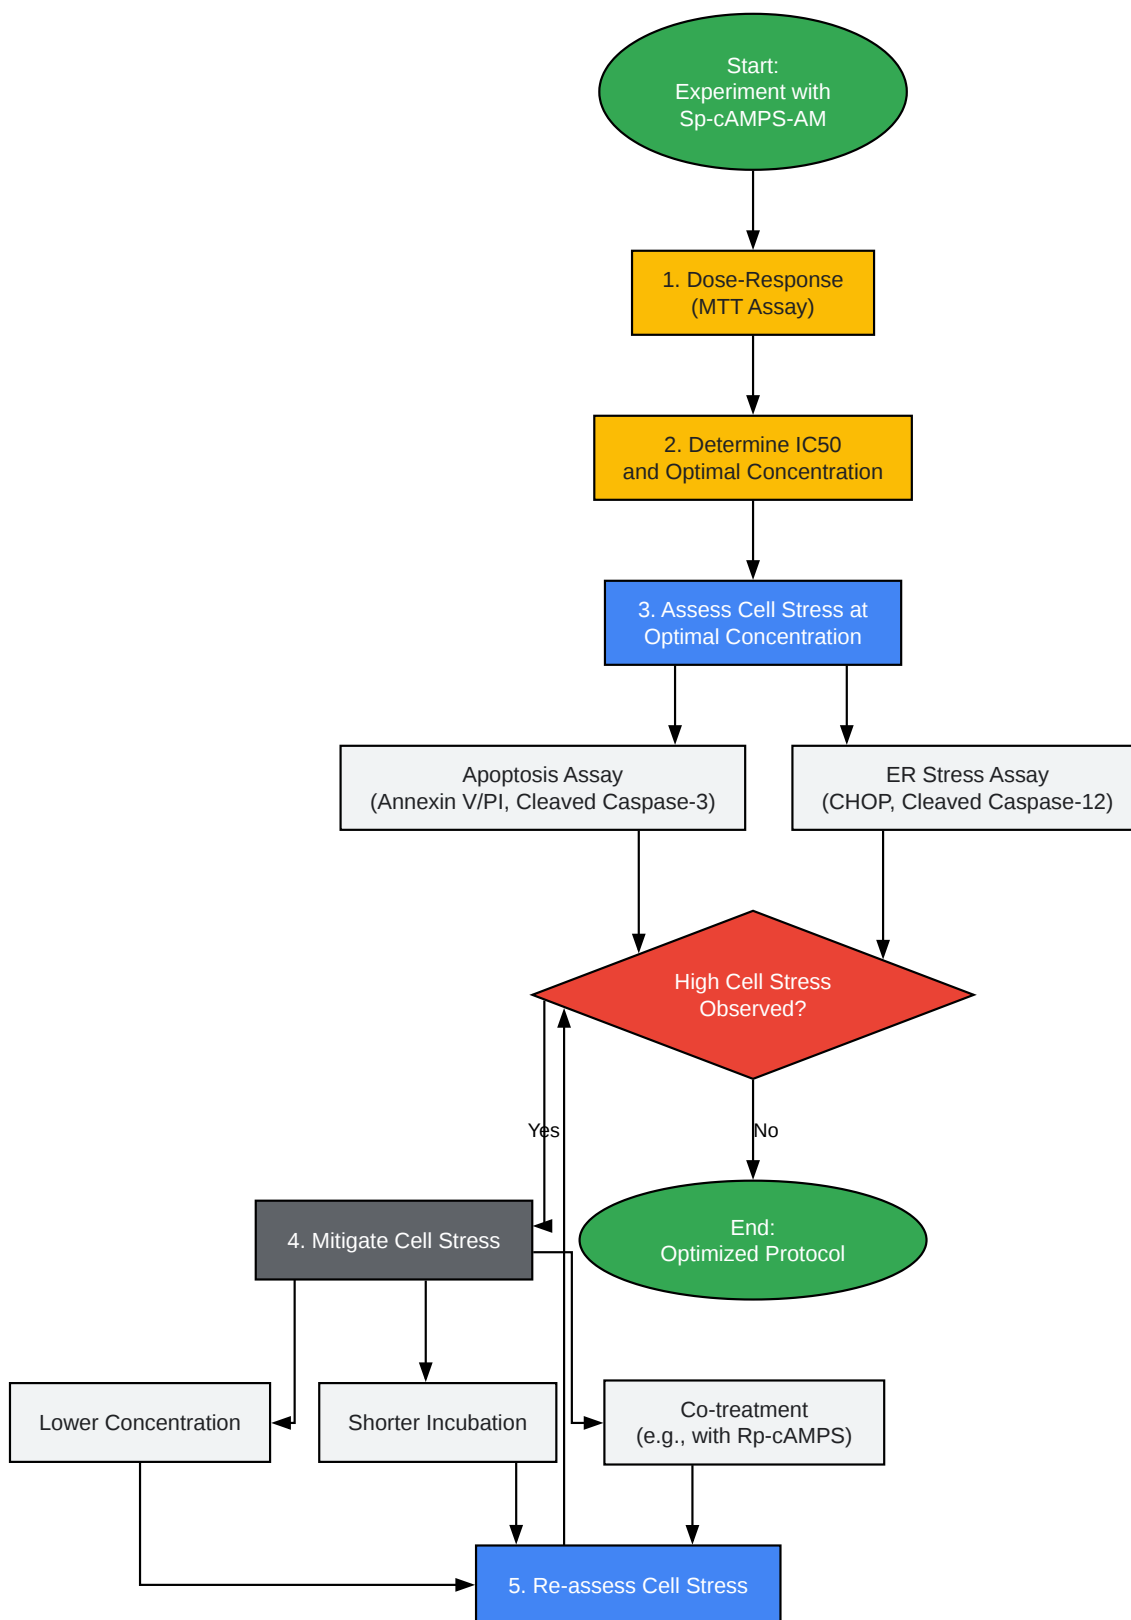 Start:
Experiment with
Sp-cAMPS-AM
1. Dose-Response
(MTT Assay)
2. Determine IC50
and Optimal Concentration
3. Assess Cell Stress at
Optimal Concentration
Apoptosis Assay
(Annexin V/PI, Cleaved Caspase-3)
ER Stress Assay
(CHOP, Cleaved Caspase-12)
High Cell Stress
Observed?
Yes
No
4. Mitigate Cell Stress
End:
Optimized Protocol
Lower Concentration
Shorter Incubation
Co-treatment
(e.g., with Rp-cAMPS)
5. Re-assess Cell Stress